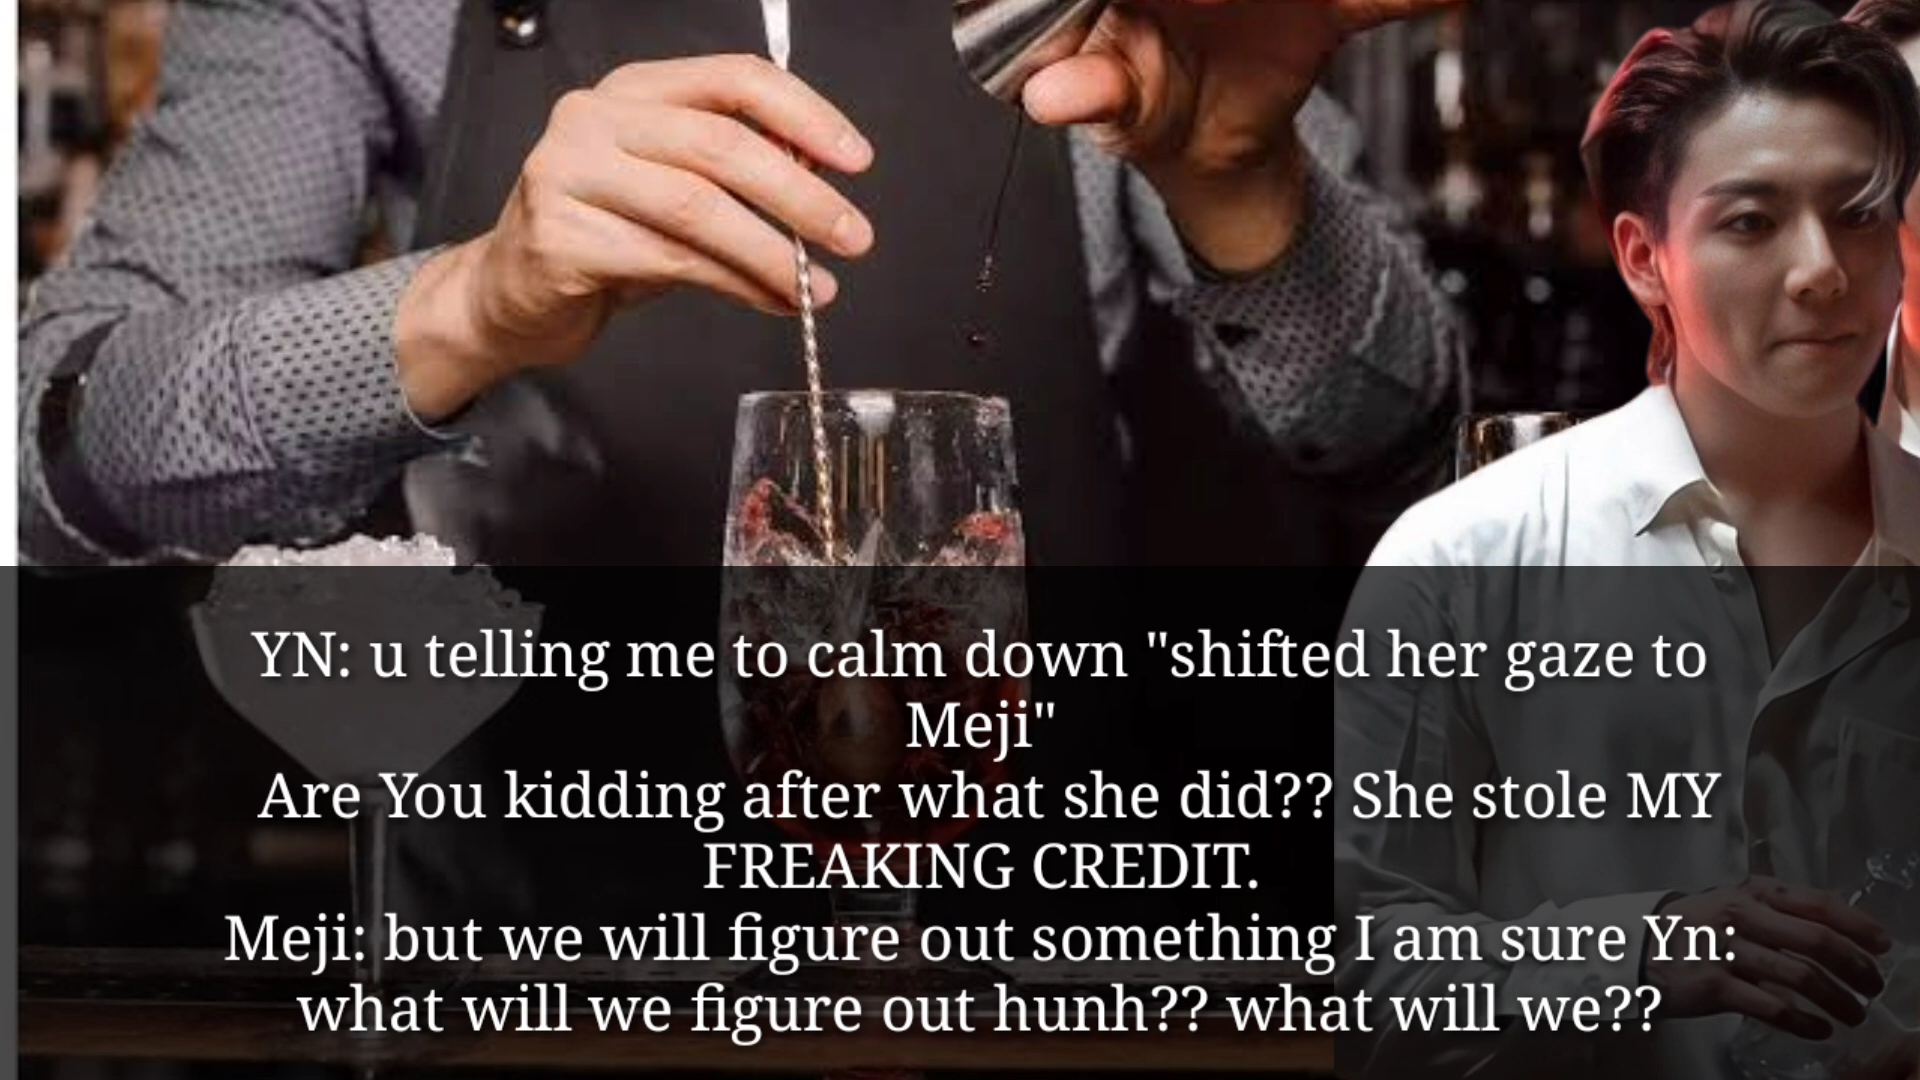 YN: u telling me to calm down "shifted her gaze to
Meji"
Are You kidding after what she did?? She stole MY
FREAKING CREDIT.
Meji: but we will figure out something I am sure Yn:
what will we figure out hunh?? what will we??